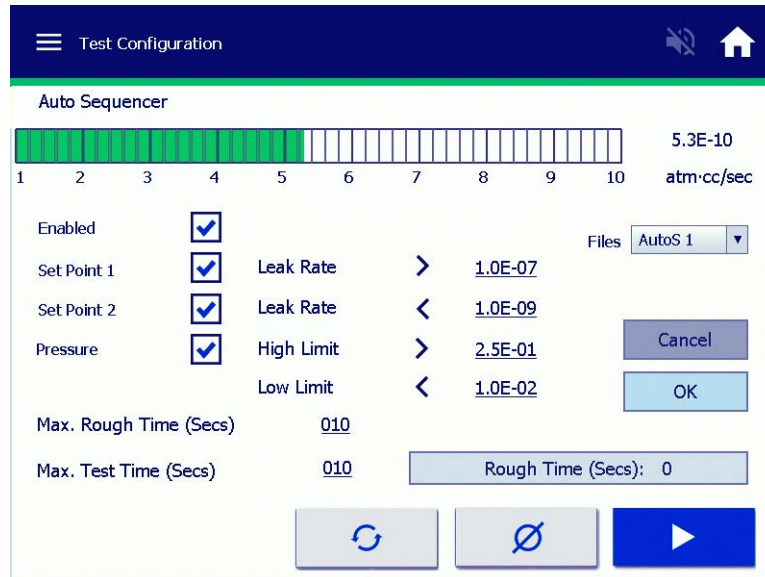 Test Configuration
Auto Sequencer
5.3E-10
1 2 3 4 5 6 7 8 9 10 atm·cc/sec
Enabled
Files AutoS 1
Set Point 1 Leak Rate > 1.0E-07
Set Point 2 Leak Rate < 1.0E-09
Pressure High Limit > 2.5E-01
Cancel
Low Limit < 1.0E-02
OK
Max. Rough Time (Secs) 010
Max. Test Time (Secs) 010 Rough Time (Secs): 0